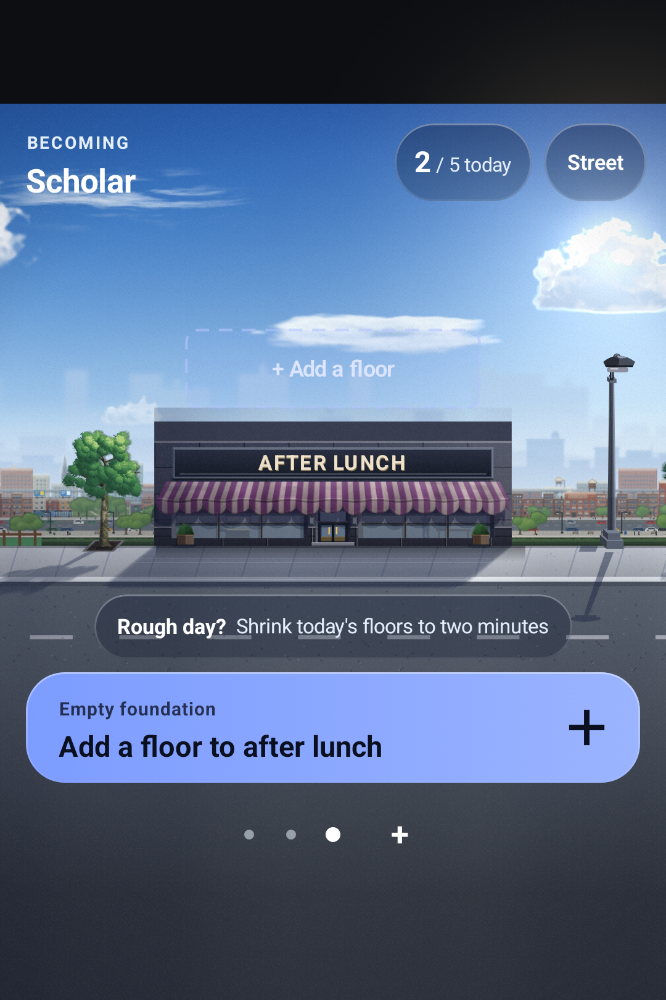 BECOMING
Scholar
2 / 5 today
Street
+ Add a floor
AFTER LUNCH
Rough day? Shrink today's floors to two minutes
Empty foundation
Add a floor to after lunch
+
+